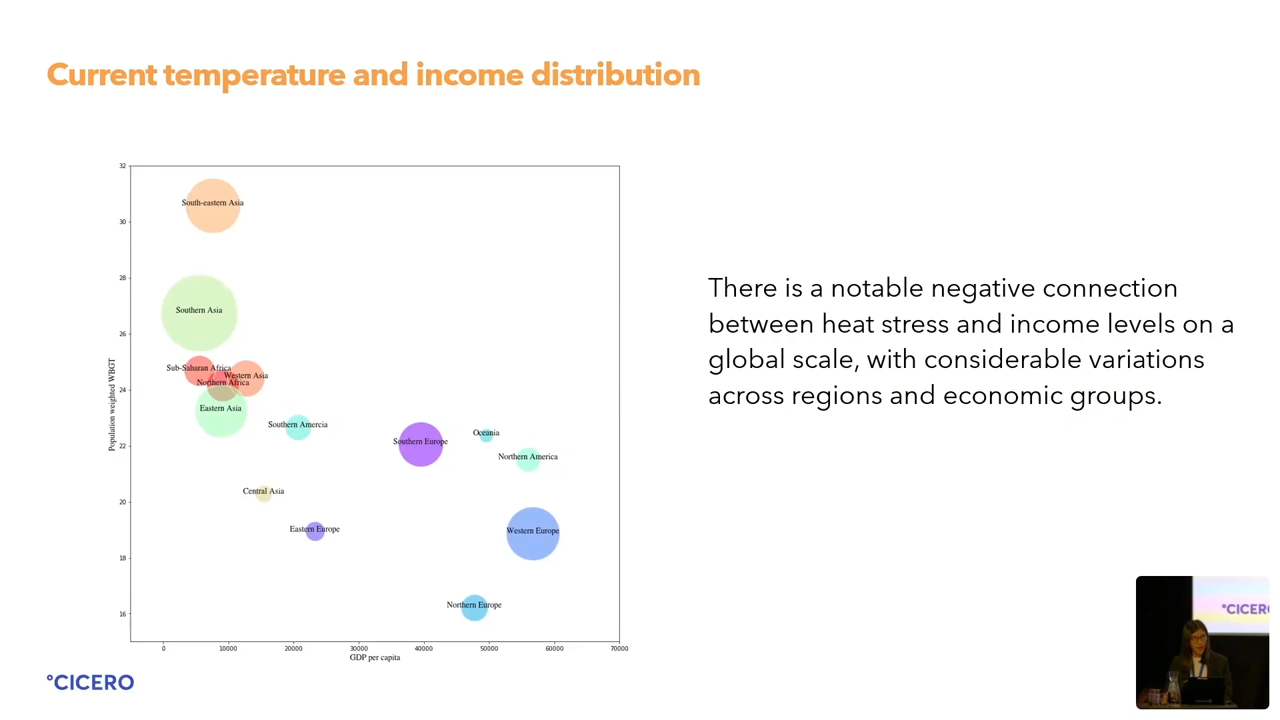 Current temperature and income distribution
32
30
28
26
24
22
20
18
16
Population weighted WBGT
South-eastern Asia
Southern Asia
Sub-Saharan Africa
Western Asia
Northern Africa
Eastern Asia
Southern Amercia
Southern Europe
Oceania
Northern America
Central Asia
Eastern Europe
Western Europe
Northern Europe
0 10000 20000 30000 40000 50000 60000 70000
GDP per capita
There is a notable negative connection
between heat stress and income levels on a
global scale, with considerable variations
across regions and economic groups.
°CICERO
°CICER